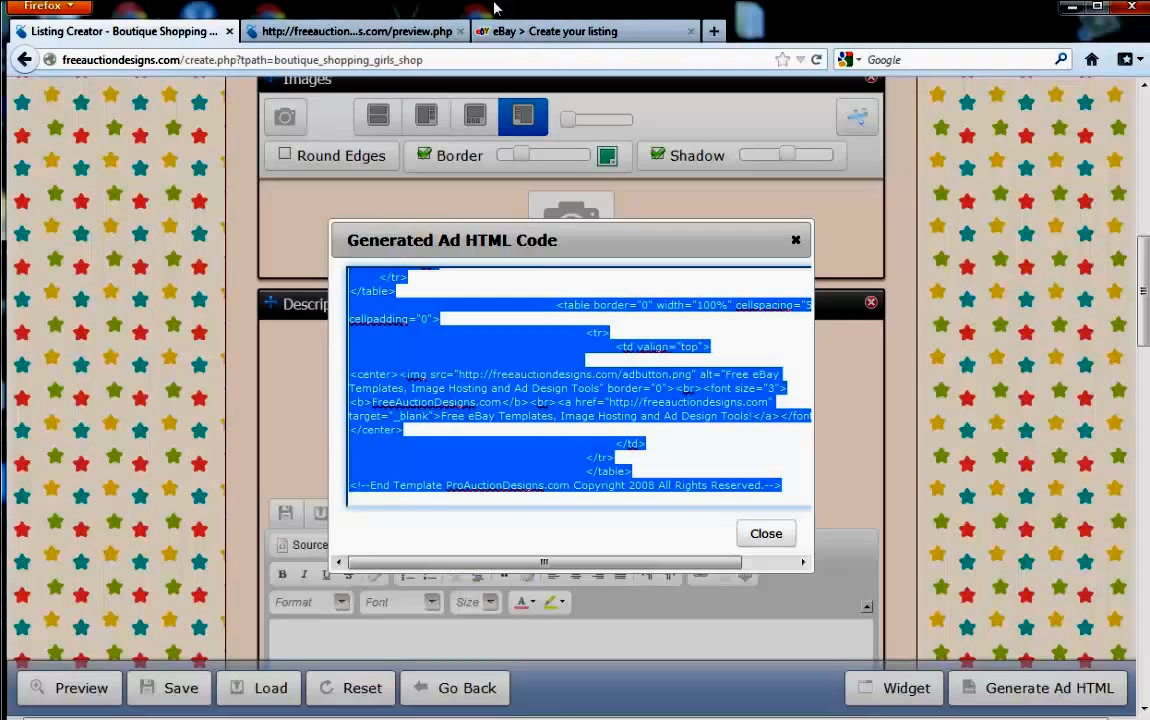 Firefox
Listing Creator - Boutique Shopping ...
http://freeauction...s.com/preview.php
eBay > Create your listing
freeauctiondesigns.com/create.php?tpath=boutique_shopping_girls_shop
Google
Images
Round Edges
Border
Shadow
Generated Ad HTML Code
</tr>
</table>
<table border="0" width="100%" cellspacing="5
cellpadding="0">
<tr>
<td valign="top">
<center><img src="http://freeauctiondesigns.com/adbutton.png" alt="Free eBay
Templates, Image Hosting and Ad Design Tools" border="0"><br><font size="3">
<b>FreeAuctionDesigns.com</b><br><a href="http://freeauctiondesigns.com"
target="_blank">Free eBay Templates, Image Hosting and Ad Design Tools!</a></font
</center>
</td>
</tr>
</table>
<!--End Template ProAuctionDesigns.com Copyright 2008 All Rights Reserved.-->
Close
Descrip
Source
B I U S
Format
Font
Size
A
Preview
Save
Load
Reset
Go Back
Widget
Generate Ad HTML